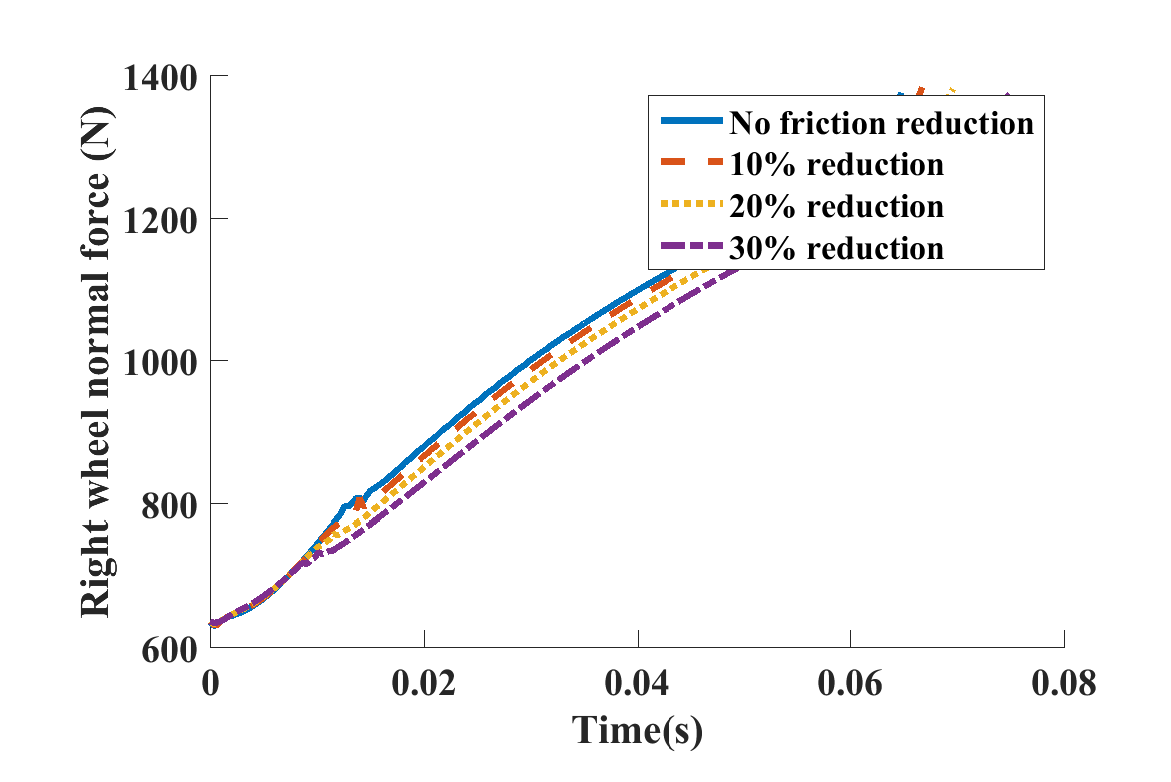 1400
1200
1000
800
600
Right wheel normal force (N)
No friction reduction
10% reduction
20% reduction
30% reduction
0
0.02
0.04
0.06
0.08
Time(s)